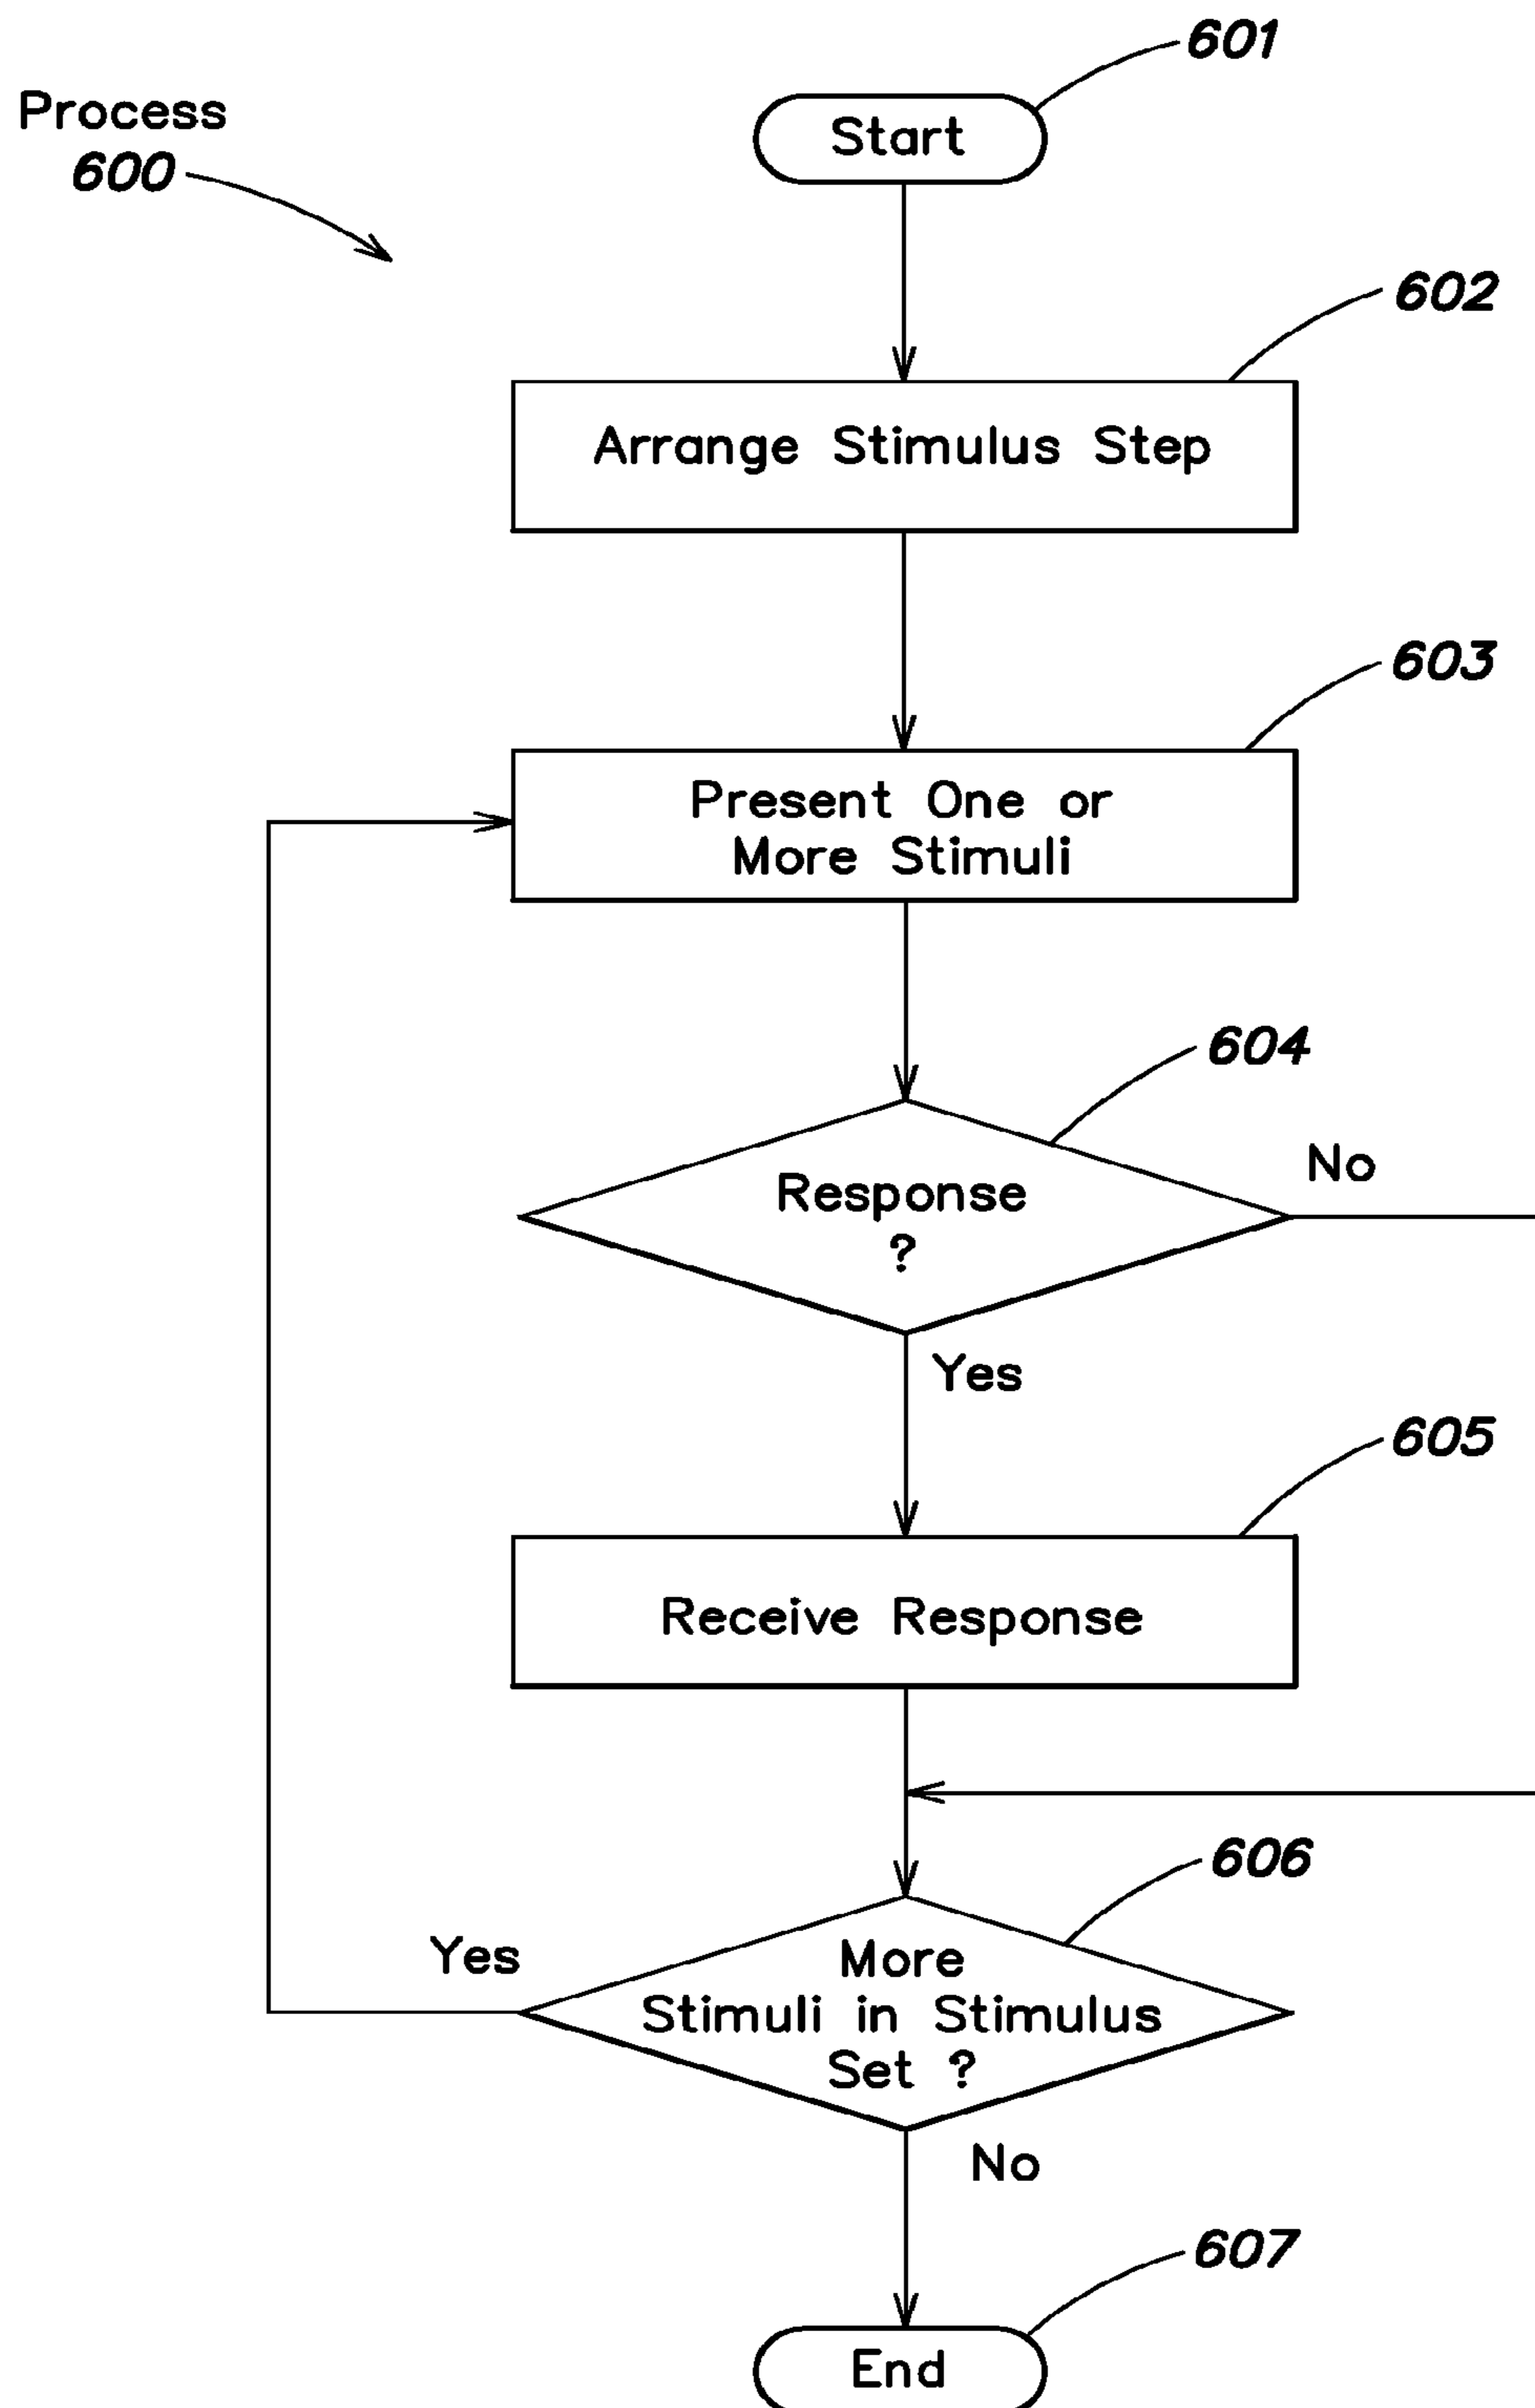 601
Process
600
Start
602
Arrange Stimulus Step
603
Present One or
More Stimuli
604
No
Response
?
Yes
605
Receive Response
606
Yes
More
Stimuli in Stimulus
Set ?
No
607
End